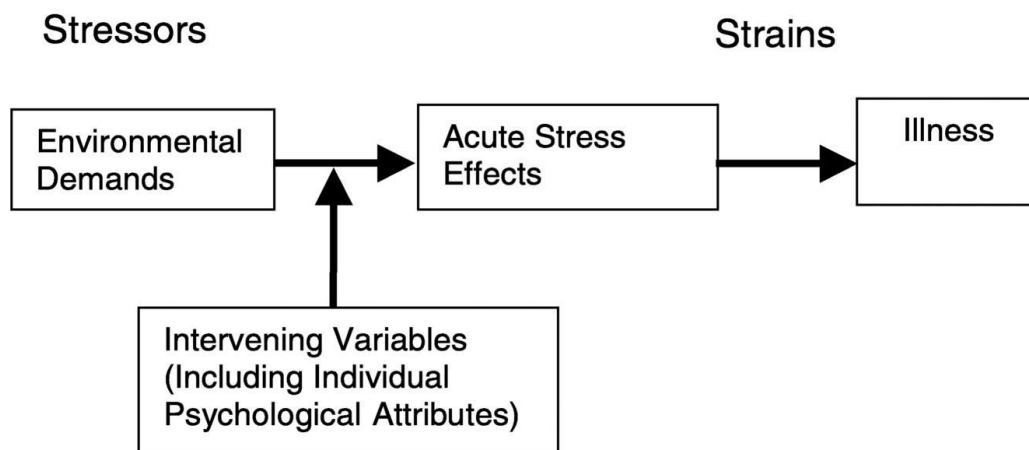 Stressors
Strains
Environmental
Demands
Acute Stress
Effects
Illness
Intervening Variables
(Including Individual
Psychological Attributes)